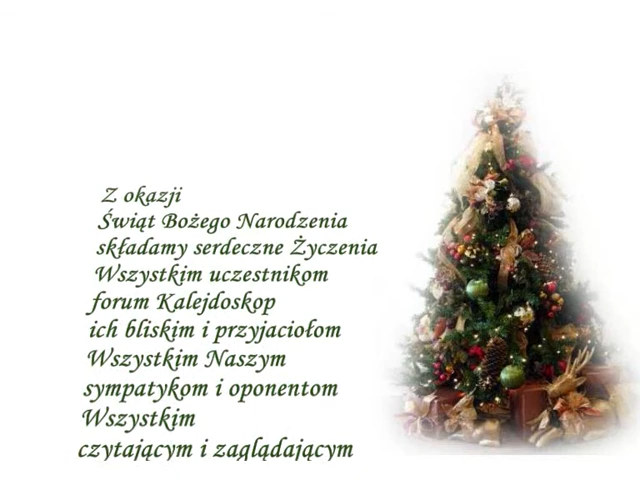 Z okazji
Świąt Bożego Narodzenia
składamy serdeczne Życzenia
Wszystkim uczestnikom
forum Kalejdoskop
ich bliskim i przyjaciołom
Wszystkim Naszym
sympatykom i oponentom
Wszystkim
czytającym i zaglądającym